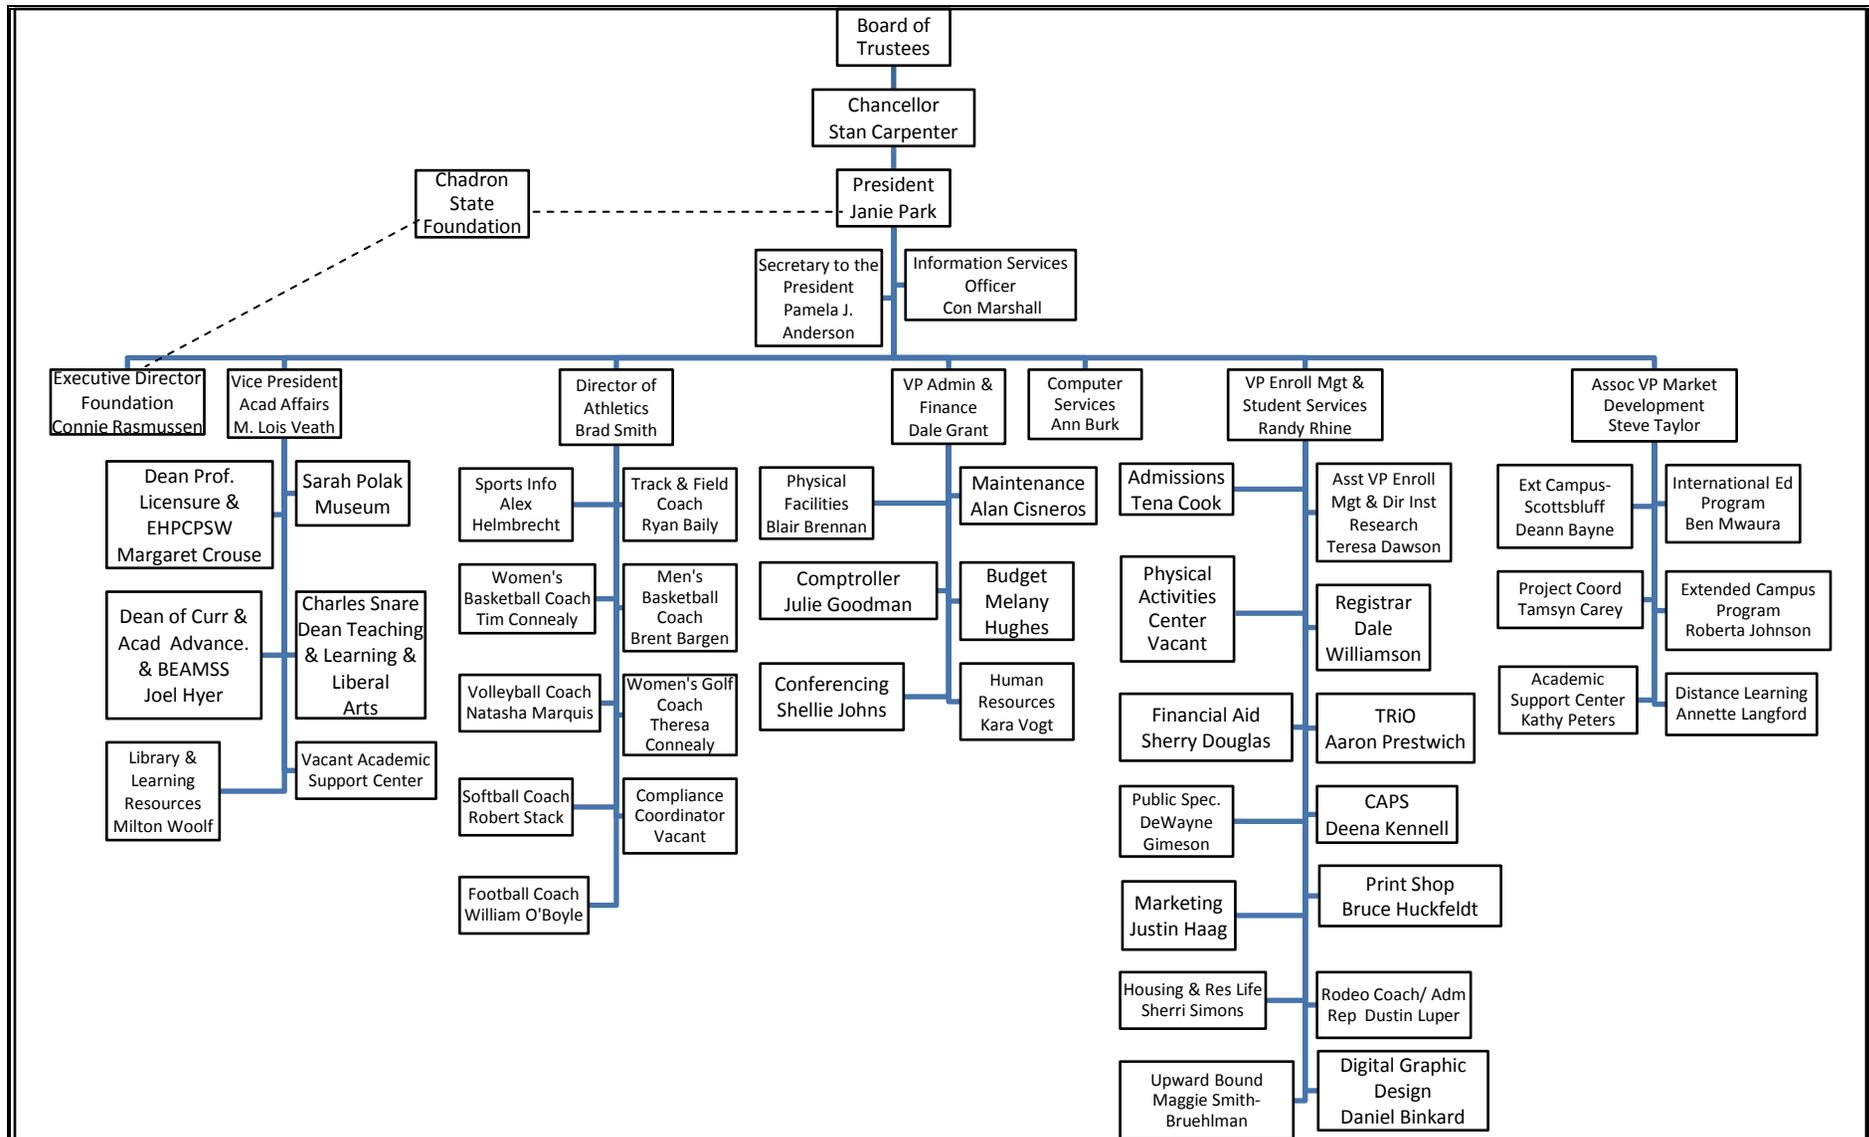 Board of
Trustees
Chancellor
Stan Carpenter
Chadron
State
Foundation
President
Janie Park
Secretary to the
President
Pamela J.
Anderson
Information Services
Officer
Con Marshall
Executive Director
Foundation
Connie Rasmussen
Vice President
Acad Affairs
M. Lois Veath
Director of
Athletics
Brad Smith
VP Admin &
Finance
Dale Grant
Computer
Services
Ann Burk
VP Enroll Mgt &
Student Services
Randy Rhine
Assoc VP Market
Development
Steve Taylor
Dean Prof.
Licensure &
EHPCPSW
Margaret Crouse
Sarah Polak
Museum
Dean of Curr &
Acad  Advance.
& BEAMSS
Joel Hyer
Charles Snare
Dean Teaching
& Learning &
Liberal
Arts
Library &
Learning
Resources
Milton Woolf
Vacant Academic
Support Center
Sports Info
Alex
Helmbrecht
Track & Field
Coach
Ryan Baily
Women's
Basketball Coach
Tim Connealy
Men's
Basketball
Coach
Brent Bargen
Volleyball Coach
Natasha Marquis
Women's Golf
Coach
Theresa
Connealy
Softball Coach
Robert Stack
Compliance
Coordinator
Vacant
Football Coach
William O'Boyle
Physical
Facilities
Blair Brennan
Maintenance
Alan Cisneros
Comptroller
Julie Goodman
Budget
Melany
Hughes
Conferencing
Shellie Johns
Human
Resources
Kara Vogt
Admissions
Tena Cook
Asst VP Enroll
Mgt & Dir Inst
Research
Teresa Dawson
Physical
Activities
Center
Vacant
Registrar
Dale
Williamson
Financial Aid
Sherry Douglas
TRiO
Aaron Prestwich
Public Spec.
DeWayne
Gimeson
CAPS
Deena Kennell
Marketing
Justin Haag
Print Shop
Bruce Huckfeldt
Housing & Res Life
Sherri Simons
Rodeo Coach/ Adm
Rep  Dustin Luper
Upward Bound
Maggie Smith-
Bruehlman
Digital Graphic
Design
Daniel Binkard
Ext Campus-
Scottsbluff
Deann Bayne
International Ed
Program
Ben Mwaura
Project Coord
Tamsyn Carey
Extended Campus
Program
Roberta Johnson
Academic
Support Center
Kathy Peters
Distance Learning
Annette Langford